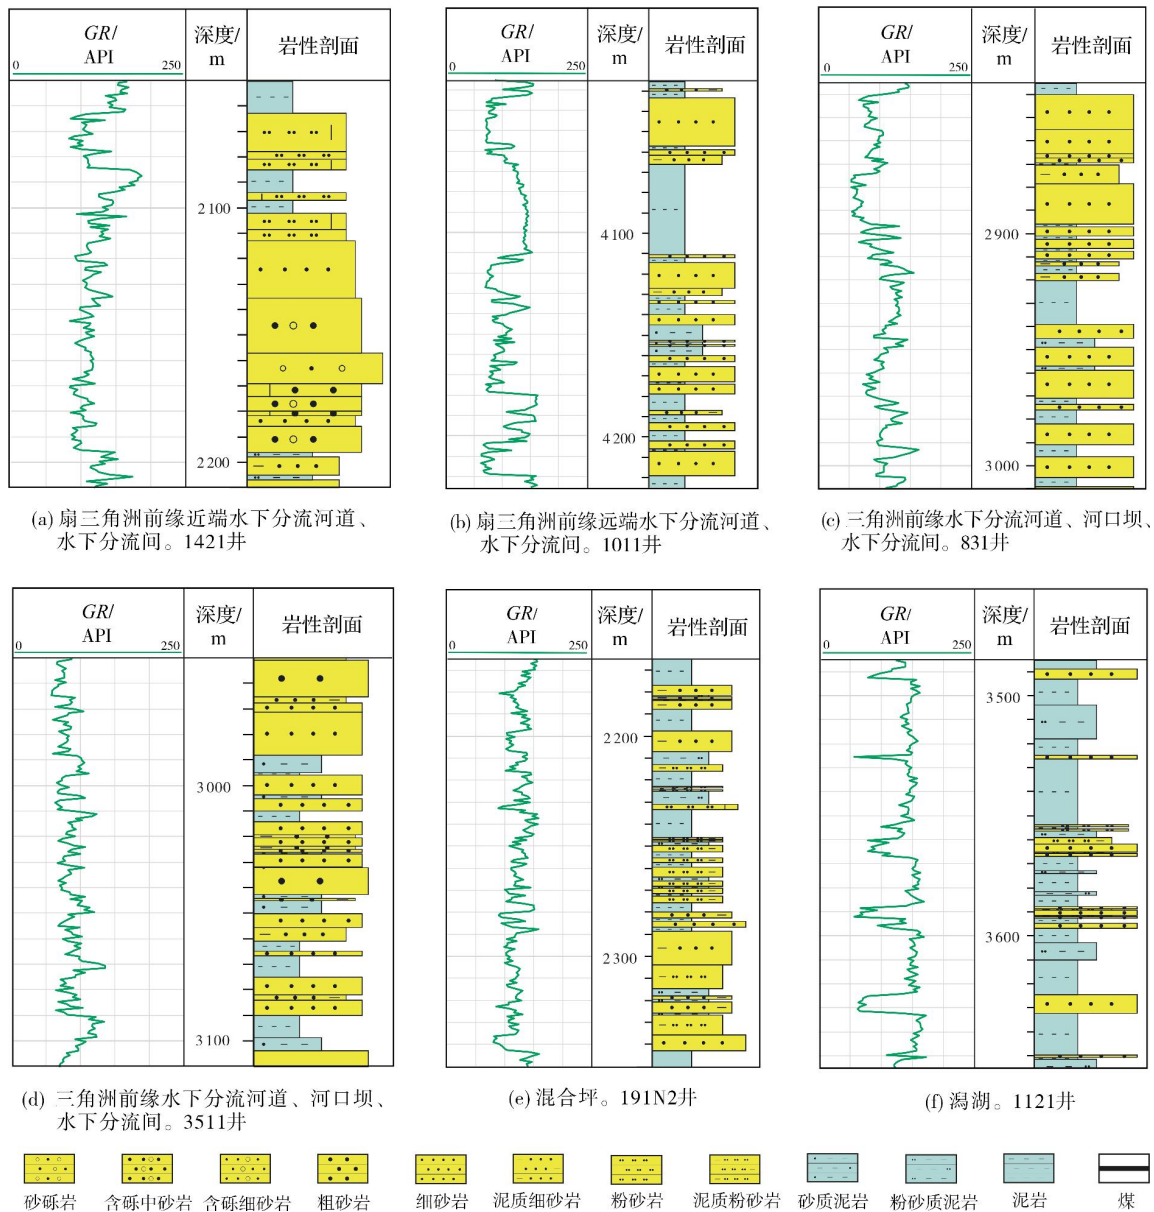 GR/
API
0
250
深度/
m
岩性剖面
2 100
2 200
(a) 扇三角洲前缘近端水下分流河道、
水下分流间。1421井
GR/
API
0
250
深度/
m
岩性剖面
4 100
4 200
(b) 扇三角洲前缘远端水下分流河道、
水下分流间。1011井
GR/
API
0
250
深度/
m
岩性剖面
2 900
3 000
(c) 三角洲前缘水下分流河道、河口坝、
水下分流间。831井
GR/
API
0
250
深度/
m
岩性剖面
3 000
3 100
(d) 三角洲前缘水下分流河道、河口坝、
水下分流间。3511井
GR/
API
0
250
深度/
m
岩性剖面
2 200
2 300
(e) 混合坪。191N2井
GR/
API
0
250
深度/
m
岩性剖面
3 500
3 600
(f) 潟湖。1121井
砂砾岩 含砾中砂岩 含砾细砂岩 粗砂岩 细砂岩 泥质细砂岩 粉砂岩 泥质粉砂岩 砂质泥岩 粉砂质泥岩 泥岩 煤